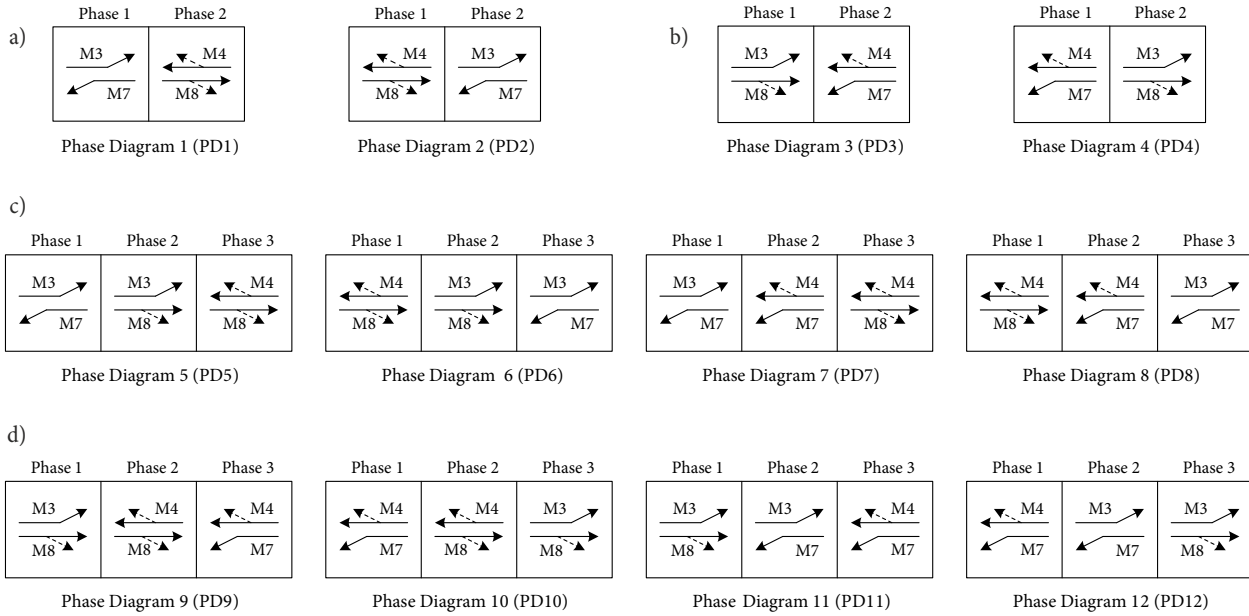 a)
Phase 1 Phase 2
M3 M4
M7 M8
Phase Diagram 1 (PD1)
Phase 1 Phase 2
M4 M3
M8 M7
Phase Diagram 2 (PD2)
b)
Phase 1 Phase 2
M3 M4
M8 M7
Phase Diagram 3 (PD3)
Phase 1 Phase 2
M4 M3
M7 M8
Phase Diagram 4 (PD4)
c)
Phase 1 Phase 2 Phase 3
M3 M3 M4
M7 M8 M8
Phase Diagram 5 (PD5)
Phase 1 Phase 2 Phase 3
M4 M3 M3
M8 M8 M7
Phase Diagram 6 (PD6)
Phase 1 Phase 2 Phase 3
M3 M4 M4
M7 M7 M8
Phase Diagram 7 (PD7)
Phase 1 Phase 2 Phase 3
M4 M4 M3
M8 M7 M7
Phase Diagram 8 (PD8)
d)
Phase 1 Phase 2 Phase 3
M3 M4 M4
M8 M8 M7
Phase Diagram 9 (PD9)
Phase 1 Phase 2 Phase 3
M4 M4 M3
M7 M8 M8
Phase Diagram 10 (PD10)
Phase 1 Phase 2 Phase 3
M3 M3 M4
M8 M7 M7
Phase Diagram 11 (PD11)
Phase 1 Phase 2 Phase 3
M4 M3 M3
M7 M7 M8
Phase Diagram 12 (PD12)